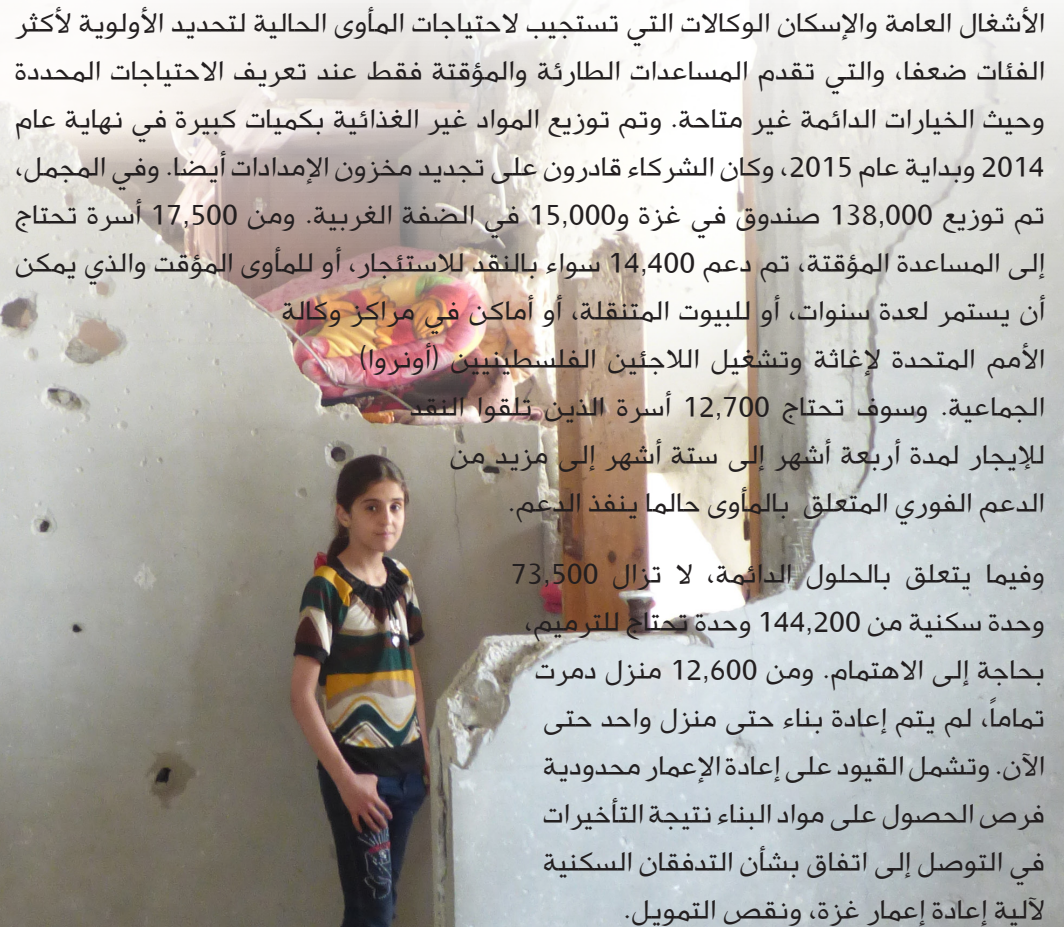 الأشغال العامة والإسكان الوكالات التي تستجيب لاحتياجات المأوى الحالية لتحديد الأولوية لأكثر
الفئات ضعفا، والتي تقدم المساعدات الطارئة والمؤقتة فقط عند تعريف الاحتياجات المحددة
وحيث الخيارات الدائمة غير متاحة. وتم توزيع المواد غير الغذائية بكميات كبيرة في نهاية عام
2014 وبداية عام 2015، وكان الشركاء قادرون على تجديد مخزون الإمدادات أيضا. وفي المجمل،
تم توزيع 138,000 صندوق في غزة و15,000 في الضفة الغربية. ومن 17,500 أسرة تحتاج
إلى المساعدة المؤقتة، تم دعم 14,400 سواء بالنقد للاستئجار، أو للمأوى المؤقت والذي يمكن
أن يستمر لعدة سنوات، أو للبيوت المتنقلة، أو أماكن في مراكز وكالة
الأمم المتحدة لإغاثة وتشغيل اللاجئين الفلسطينيين (أونروا)
الجماعية. وسوف تحتاج 12,700 أسرة الذين تلقوا النقد
للإيجار لمدة أربعة أشهر إلى ستة أشهر إلى مزيد من
الدعم الفوري المتعلق بالمأوى حالما ينفذ الدعم.
وفيما يتعلق بالحلول الدائمة، لا تزال 73,500
وحدة سكنية من 144,200 وحدة تحتاج للترميم،
بحاجة إلى الاهتمام. ومن 12,600 منزل دمرت
تماماً، لم يتم إعادة بناء حتى منزل واحد حتى
الآن. وتشمل القيود على إعادة الإعمار محدودية
فرص الحصول على مواد البناء نتيجة التأخيرات
في التوصل إلى اتفاق بشأن التدفقان السكنية
لآلية إعادة إعمار غزة، ونقص التمويل.